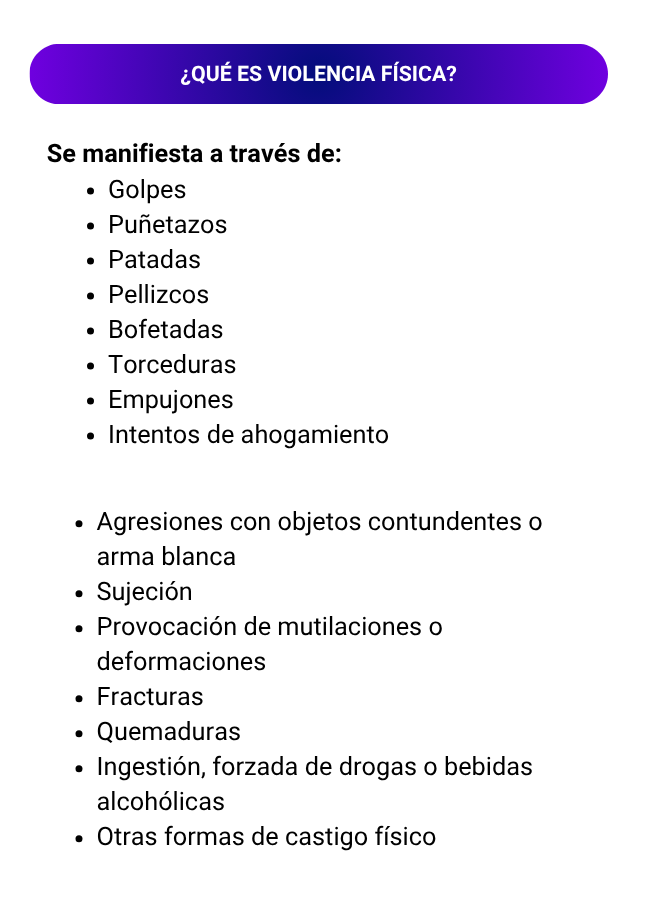 ¿QUÉ ES VIOLENCIA FÍSICA?
Se manifiesta a través de:
• Golpes
• Puñetazos
• Patadas
• Pellizcos
• Bofetadas
• Torceduras
• Empujones
• Intentos de ahogamiento
• Agresiones con objetos contundentes o
arma blanca
• Sujeción
• Provocación de mutilaciones o
deformaciones
• Fracturas
• Quemaduras
• Ingestión, forzada de drogas o bebidas
alcohólicas
• Otras formas de castigo físico